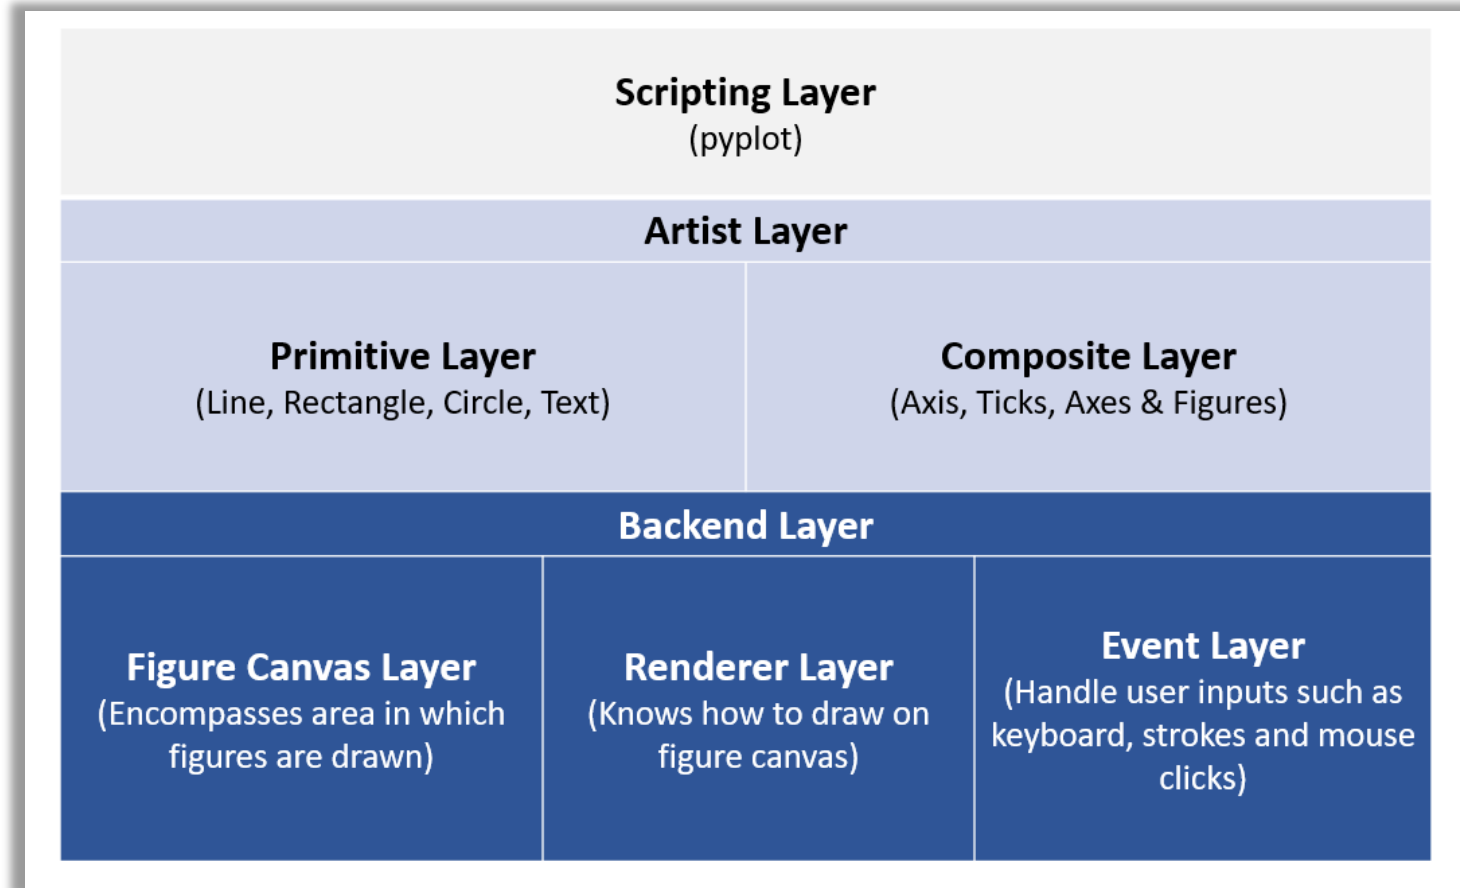 Scripting Layer
(pyplot)
Artist Layer
Primitive Layer
(Line, Rectangle, Circle, Text)
Composite Layer
(Axis, Ticks, Axes & Figures)
Backend Layer
Figure Canvas Layer
(Encompasses area in which
figures are drawn)
Renderer Layer
(Knows how to draw on
figure canvas)
Event Layer
(Handle user inputs such as
keyboard, strokes and mouse
clicks)